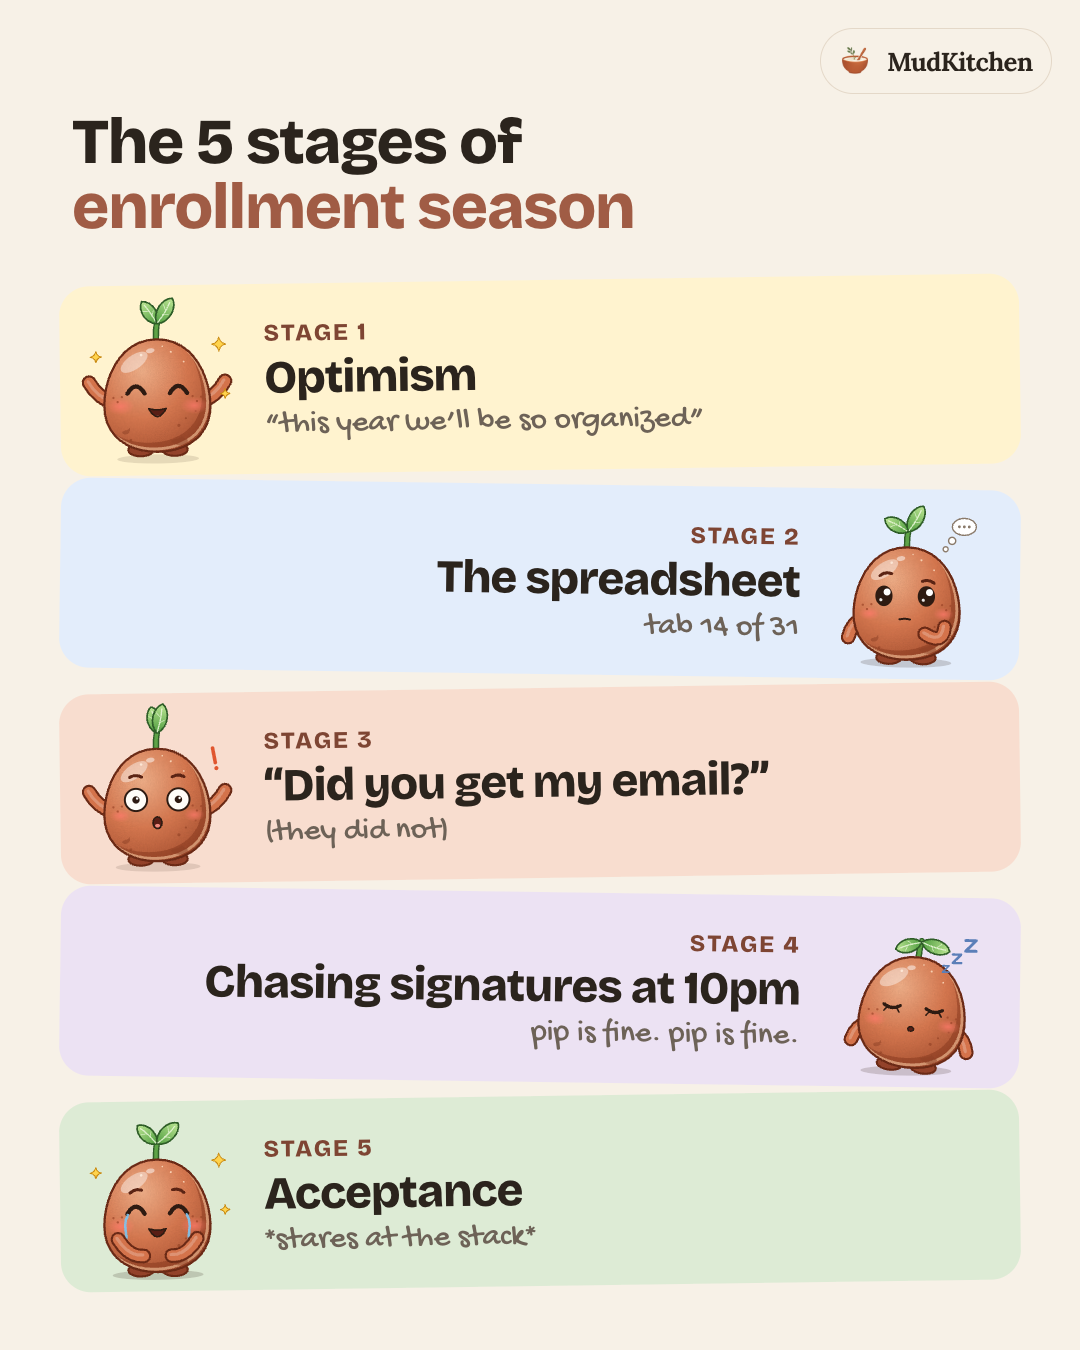 MudKitchen
The 5 stages of
enrollment season
STAGE 1
Optimism
“this year we’ll be so organized”
STAGE 2
The spreadsheet
tab 14 of 31
STAGE 3
“Did you get my email?”
(they did not)
!
STAGE 4
Chasing signatures at 10pm
pip is fine. pip is fine.
z z z
STAGE 5
Acceptance
*stares at the stack*